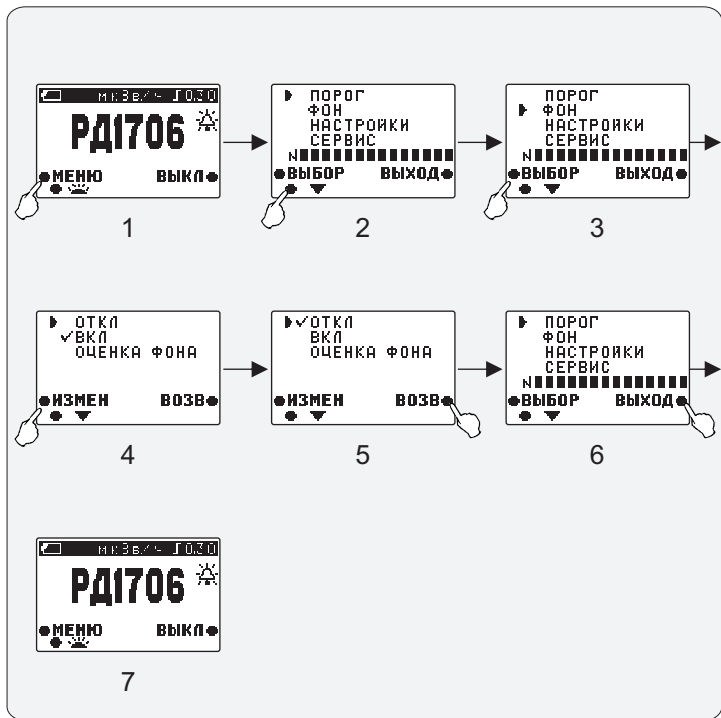 мкЗв/ч 0.30
РД1706
МЕНЮ ВЫКЛ
1
ПОРОГ
ФОН
НАСТРОЙКИ
СЕРВИС
N
ВЫБОР ВЫХОД
2
ПОРОГ
ФОН
НАСТРОЙКИ
СЕРВИС
N
ВЫБОР ВЫХОД
3
ОТКЛ
ВКЛ
ОЦЕНКА ФОНА
ИЗМЕН ВОЗВ
4
ОТКЛ
ВКЛ
ОЦЕНКА ФОНА
ИЗМЕН ВОЗВ
5
ПОРОГ
ФОН
НАСТРОЙКИ
СЕРВИС
N
ВЫБОР ВЫХОД
6
мкЗв/ч 0.30
РД1706
МЕНЮ ВЫКЛ
7